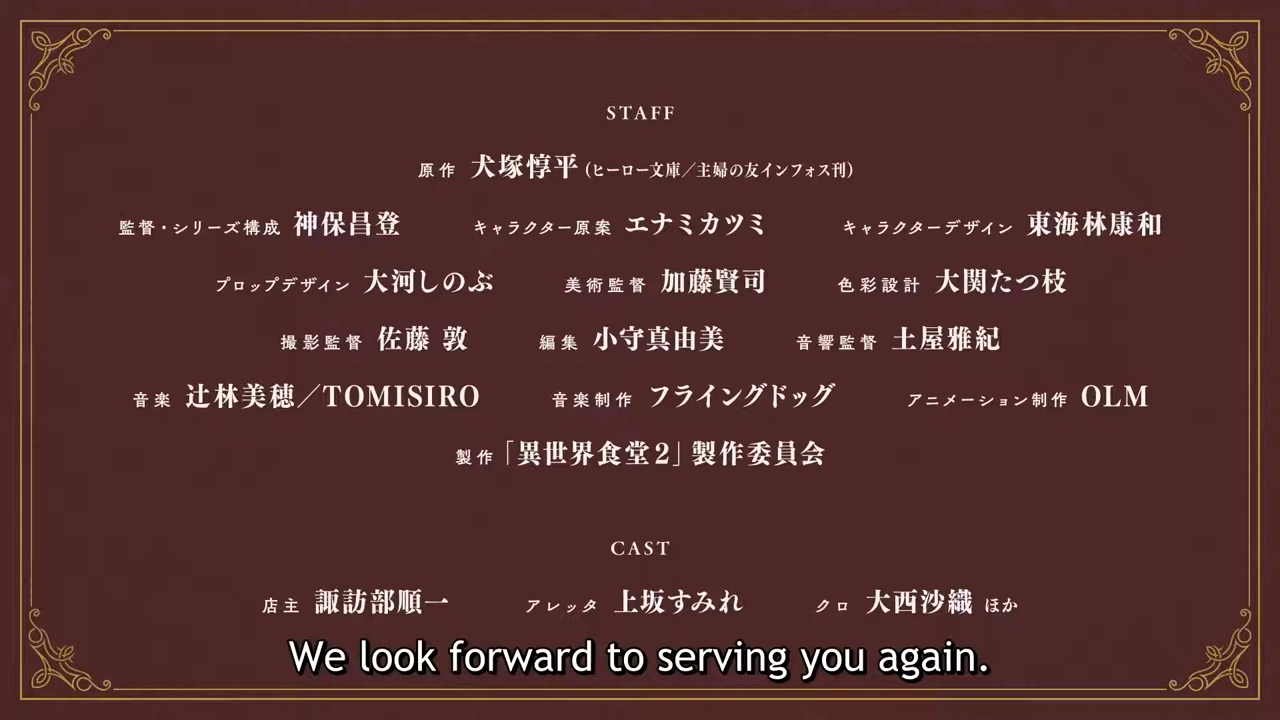 STAFF
原作 犬塚惇平 (ヒーロー文庫／主婦の友インフォス刊)
監督・シリーズ構成 神保昌登 キャラクター原案 エナミカツミ キャラクターデザイン 東海林康和
プロップデザイン 大河しのぶ 美術監督 加藤賢司 色彩設計 大関たつ枝
撮影監督 佐藤 敦 編集 小守真由美 音響監督 土屋雅紀
音楽 辻林美穂／TOMISIRO 音楽制作 フライングドッグ アニメーション制作 OLM
製作 「異世界食堂2」製作委員会
CAST
店主 諏訪部順一 アレッタ 上坂すみれ クロ 大西沙織 ほか
We look forward to serving you again.